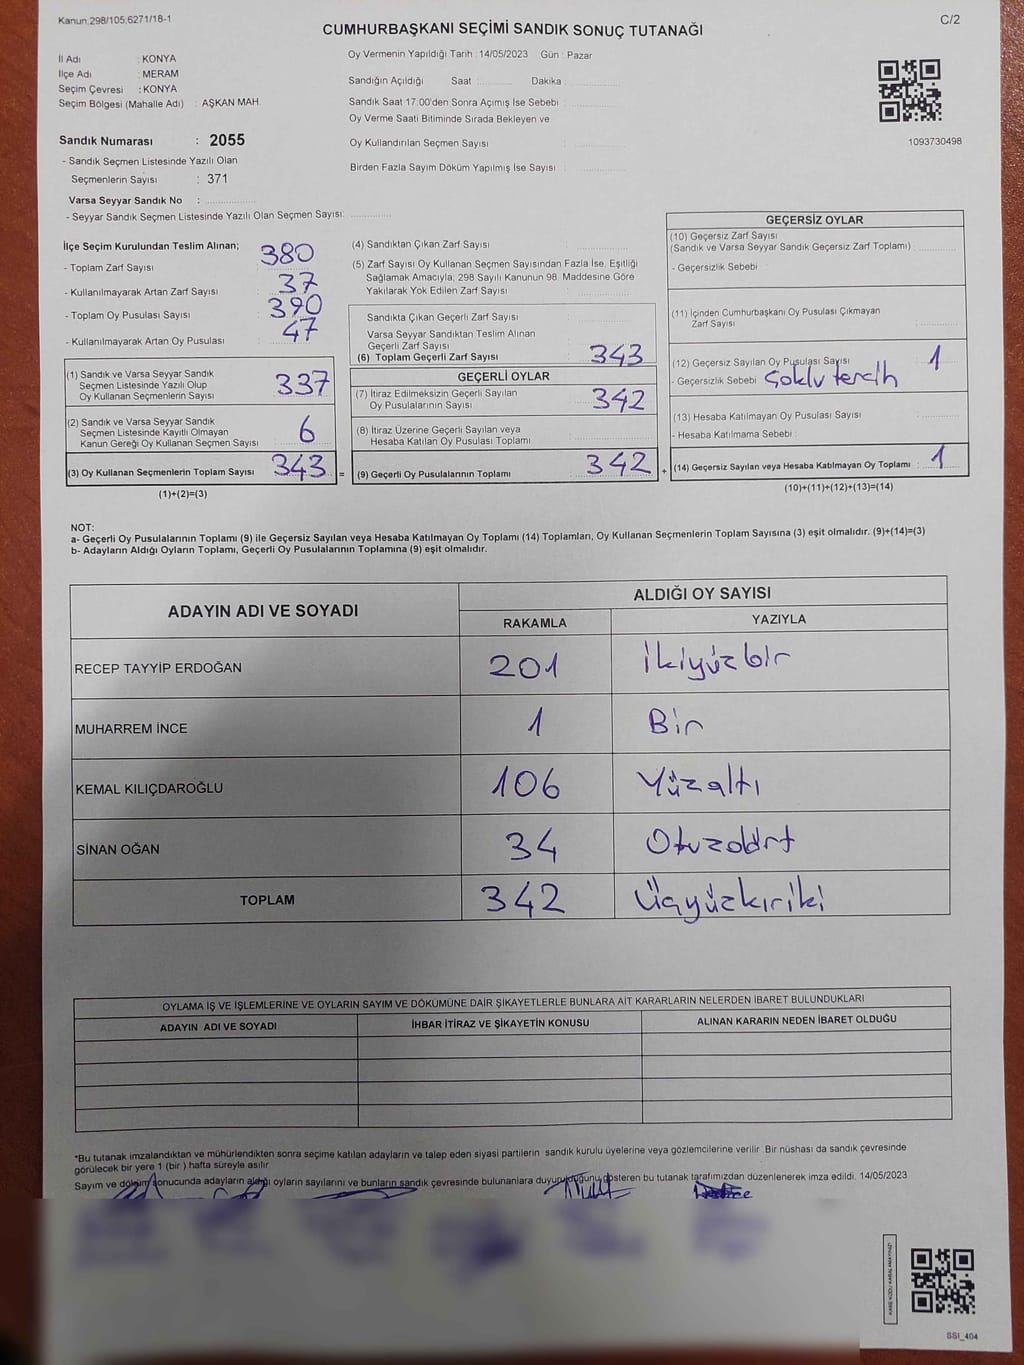 Kanun 298/105,6271/18-1
C/2
CUMHURBAŞKANI SEÇİMİ SANDIK SONUÇ TUTANAĞI
İl Adı : KONYA
İlçe Adı : MERAM
Seçim Çevresi : KONYA
Seçim Bölgesi (Mahalle Adı) : AŞKAN MAH.
Oy Vermenin Yapıldığı Tarih : 14/05/2023 Gün : Pazar
Sandığın Açıldığı Saat : Dakika :
Sandık Saat 17.00'den Sonra Açımış İse Sebebi :
Oy Verme Saati Bitiminde Sırada Bekleyen ve
Oy Kullandırılan Seçmen Sayısı :
Birden Fazla Sayım Döküm Yapılmış İse Sayısı :
1093730498
Sandık Numarası : 2055
- Sandık Seçmen Listesinde Yazılı Olan
Seçmenlerin Sayısı : 371
Varsa Seyyar Sandık No :
- Seyyar Sandık Seçmen Listesinde Yazılı Olan Seçmen Sayısı:
İlçe Seçim Kurulundan Teslim Alınan;
- Toplam Zarf Sayısı : 380
- Kullanılmayarak Artan Zarf Sayısı : 37
- Toplam Oy Pusulası Sayısı : 390
- Kullanılmayarak Artan Oy Pusulası : 47
(1) Sandık ve Varsa Seyyar Sandık
Seçmen Listesinde Yazılı Olup
Oy Kullanan Seçmenlerin Sayısı 337
(2) Sandık ve Varsa Seyyar Sandık
Seçmen Listesinde Kayıtlı Olmayan
Kanun Gereği Oy Kullanan Seçmen Sayısı 6
(3) Oy Kullanan Seçmenlerin Toplam Sayısı 343 =
(1)+(2)=(3)
(4) Sandıktan Çıkan Zarf Sayısı :
(5) Zarf Sayısı Oy Kullanan Seçmen Sayısından Fazla İse, Eşitliği
Sağlamak Amacıyla; 298 Sayılı Kanunun 98. Maddesine Göre
Yakılarak Yok Edilen Zarf Sayısı :
Sandıkta Çıkan Geçerli Zarf Sayısı :
Varsa Seyyar Sandıktan Teslim Alınan
Geçerli Zarf Sayısı :
(6) Toplam Geçerli Zarf Sayısı : 343
GEÇERLİ OYLAR
(7) İtiraz Edilmeksizin Geçerli Sayılan
Oy Pusulalarının Sayısı : 342
(8) İtiraz Üzerine Geçerli Sayılan veya
Hesaba Katılan Oy Pusulası Toplamı :
(9) Geçerli Oy Pusulalarının Toplamı : 342 +
GEÇERSİZ OYLAR
(10) Geçersiz Zarf Sayısı
(Sandık ve Varsa Seyyar Sandık Geçersiz Zarf Toplamı) :
- Geçersizlik Sebebi :
(11) İçinden Cumhurbaşkanı Oy Pusulası Çıkmayan
Zarf Sayısı :
(12) Geçersiz Sayılan Oy Pusulası Sayısı : 1
- Geçersizlik Sebebi : Çoklu tercih
(13) Hesaba Katılmayan Oy Pusulası Sayısı :
- Hesaba Katılmama Sebebi :
(14) Geçersiz Sayılan veya Hesaba Katılmayan Oy Toplamı : 1
(10)+(11)+(12)+(13)=(14)
NOT:
a- Geçerli Oy Pusulalarının Toplamı (9) ile Geçersiz Sayılan veya Hesaba Katılmayan Oy Toplamı (14) Toplamları, Oy Kullanan Seçmenlerin Toplam Sayısına (3) eşit olmalıdır. (9)+(14)=(3)
b- Adayların Aldığı Oyların Toplamı, Geçerli Oy Pusulalarının Toplamına (9) eşit olmalıdır.
ADAYIN ADI VE SOYADI
ALDIĞI OY SAYISI
RAKAMLA YAZIYLA
RECEP TAYYİP ERDOĞAN 201 İkiyüzbir
MUHARREM İNCE 1 Bir
KEMAL KILIÇDAROĞLU 106 Yüzaltı
SİNAN OĞAN 34 Otuzdört
TOPLAM 342 Üçyüzkıriki
OYLAMA İŞ VE İŞLEMLERİNE VE OYLARIN SAYIM VE DÖKÜMÜNE DAİR ŞİKAYETLERLE BUNLARA AİT KARARLARIN NELERDEN İBARET BULUNDUKLARI
ADAYIN ADI VE SOYADI İHBAR İTİRAZ VE ŞİKAYETİN KONUSU ALINAN KARARIN NEDEN İBARET OLDUĞU
*Bu tutanak imzalandıktan ve mühürlendikten sonra seçime katılan adayların ve talep eden siyasi partilerin sandık kurulu üyelerine veya gözlemcilerine verilir. Bir nüshası da sandık çevresinde
görülecek bir yere 1 (bir ) hafta süreyle asılır.
Sayım ve döküm sonucunda adayların aldığı oyların sayılarını ve bunların sandık çevresinde bulunanlara duyurulduğunu gösteren bu tutanak tarafımızdan düzenlenerek imza edildi. 14/05/2023
SSI_404